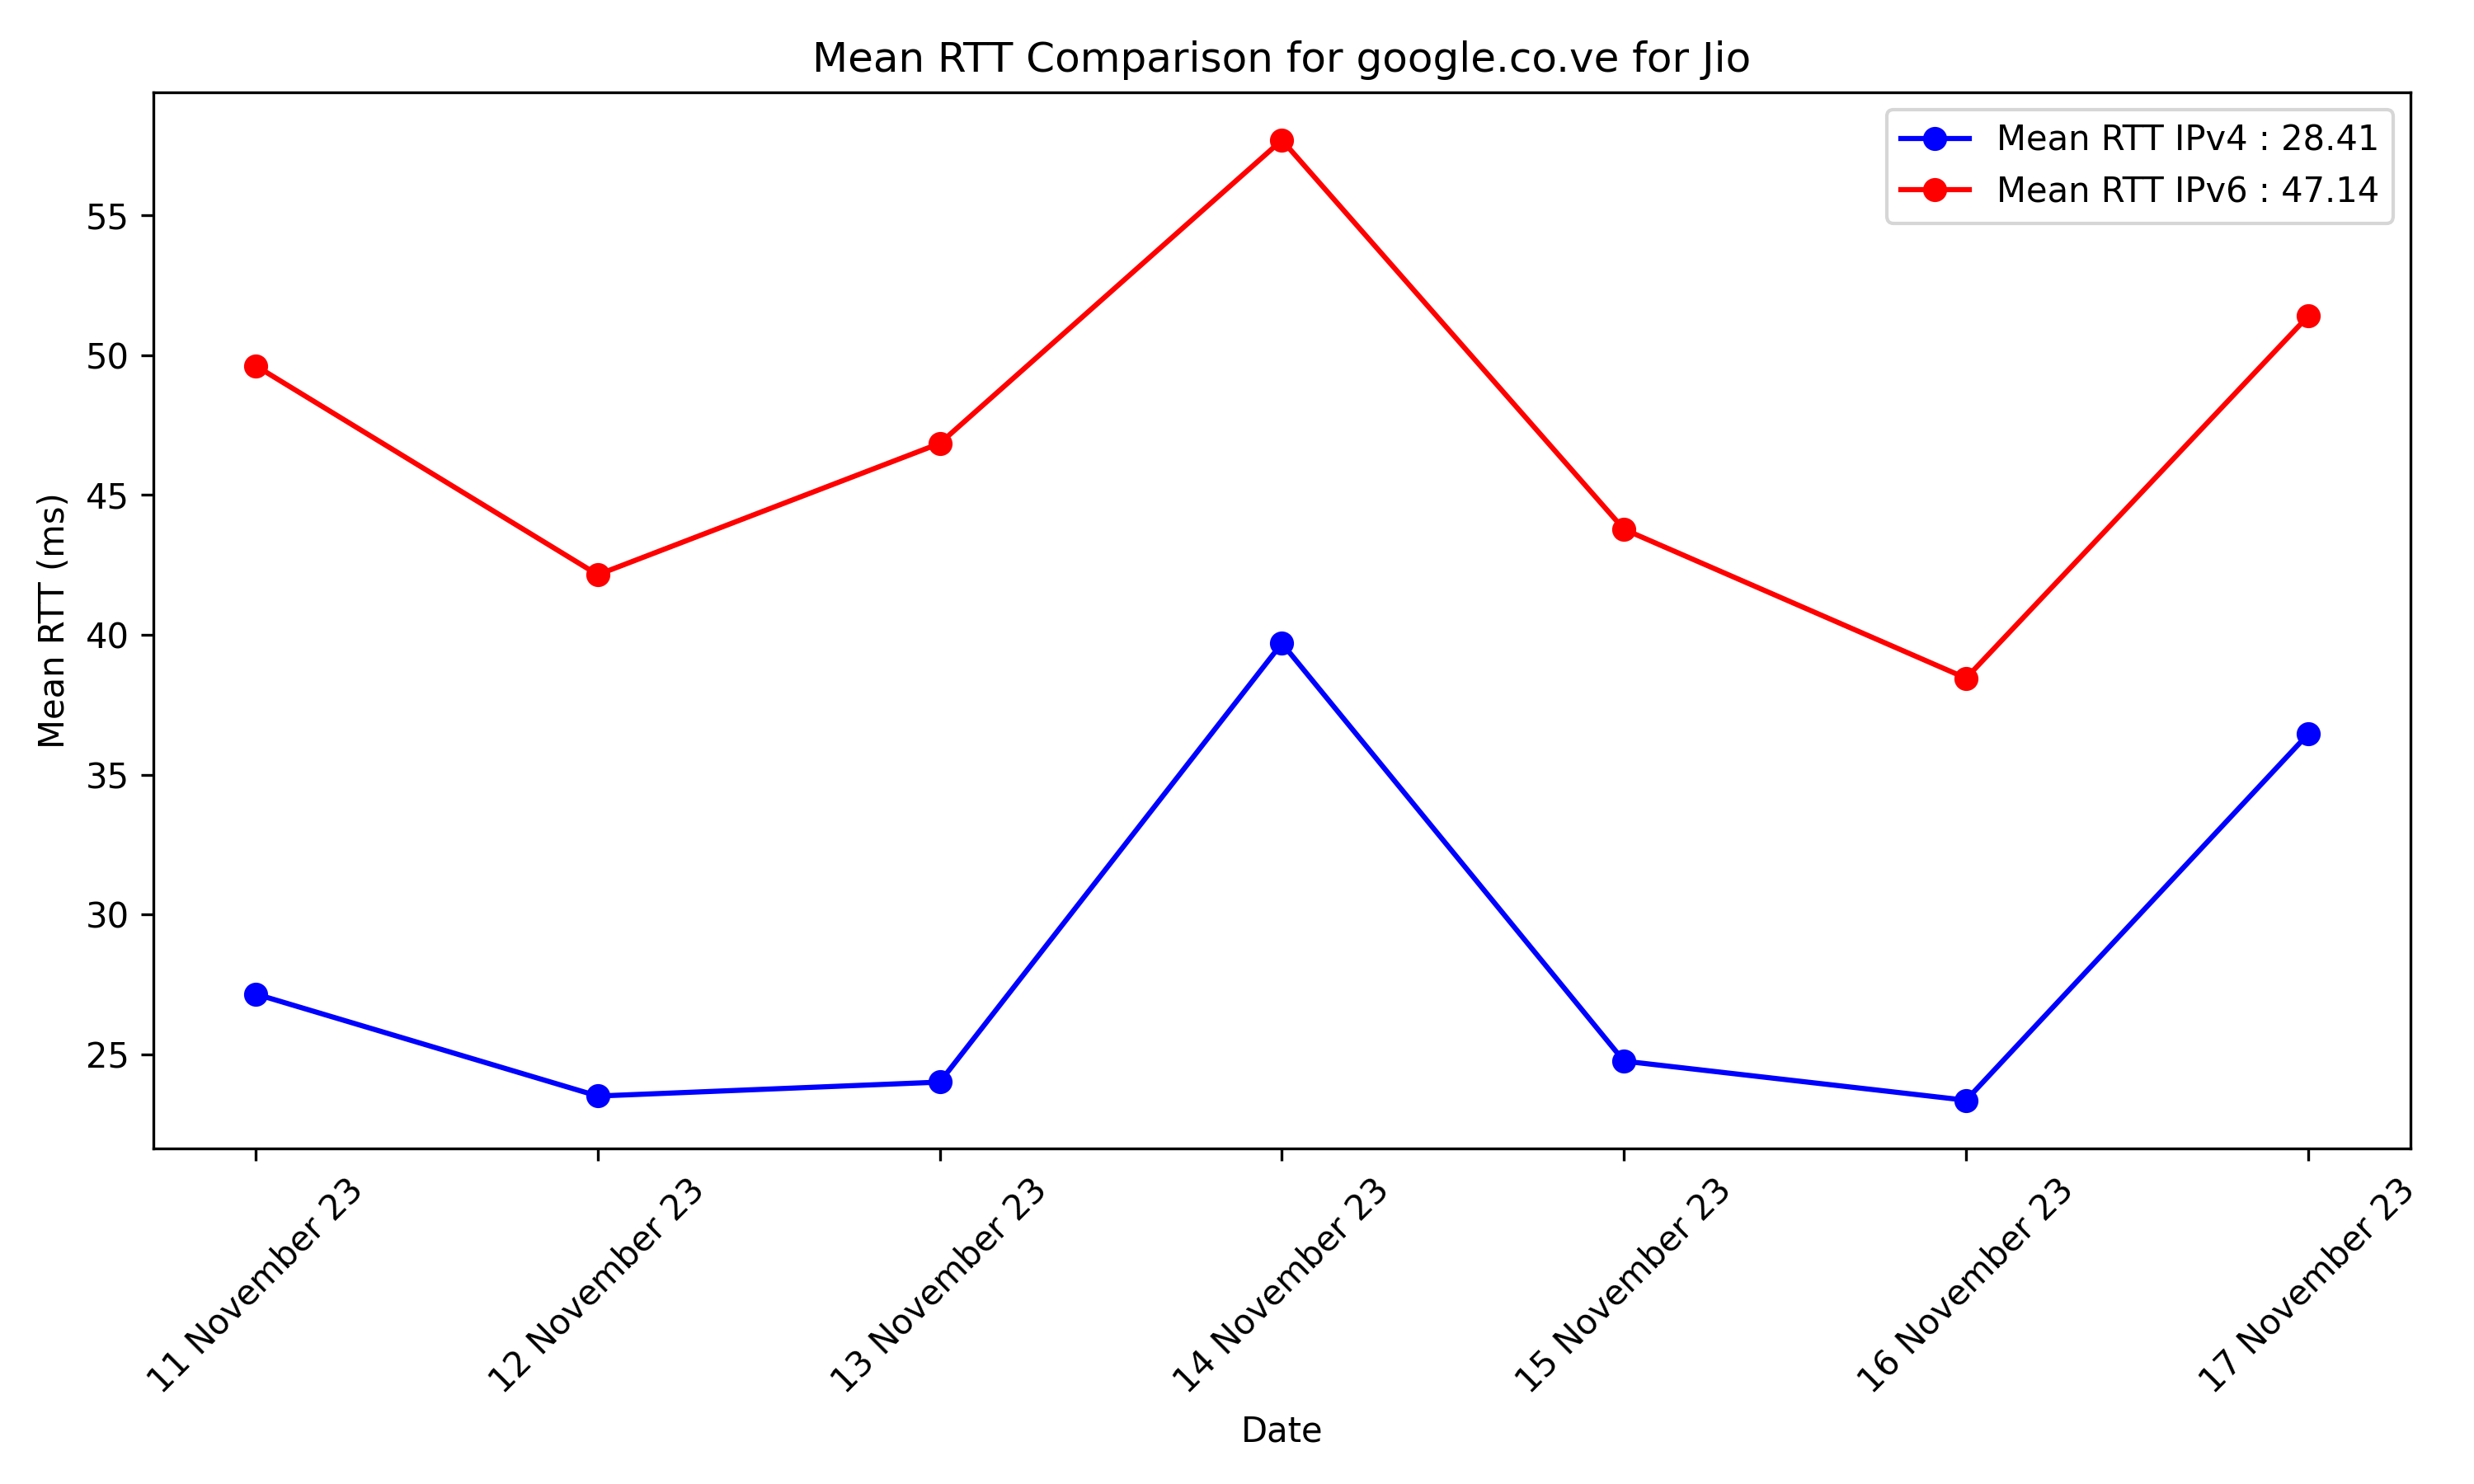 Mean RTT Comparison for google.co.ve for Jio
Mean RTT IPv4 : 28.41
Mean RTT IPv6 : 47.14
Mean RTT (ms)
55
50
45
40
35
30
25
11 November 23
12 November 23
13 November 23
14 November 23
15 November 23
16 November 23
17 November 23
Date